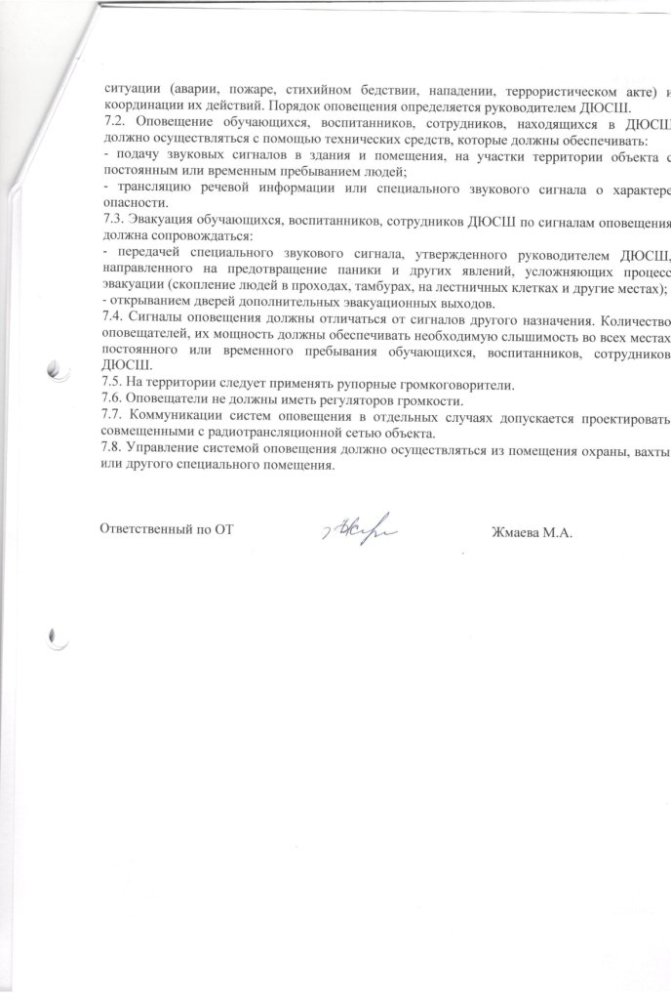 ситуации (аварии, пожаре, стихийном бедствии, нападении, террористическом акте) и
координации их действий. Порядок оповещения определяется руководителем ДЮСШ.
7.2. Оповещение обучающихся, воспитанников, сотрудников, находящихся в ДЮСШ
должно осуществляться с помощью технических средств, которые должны обеспечивать:
- подачу звуковых сигналов в здания и помещения, на участки территории объекта с
постоянным или временным пребыванием людей;
- трансляцию речевой информации или специального звукового сигнала о характере
опасности.
7.3. Эвакуация обучающихся, воспитанников, сотрудников ДЮСШ по сигналам оповещения
должна сопровождаться:
- передачей специального звукового сигнала, утвержденного руководителем ДЮСШ,
направленного на предотвращение паники и других явлений, усложняющих процесс
эвакуации (скопление людей в проходах, тамбурах, на лестничных клетках и другие местах);
- открыванием дверей дополнительных эвакуационных выходов.
7.4. Сигналы оповещения должны отличаться от сигналов другого назначения. Количество
оповещателей, их мощность должны обеспечивать необходимую слышимость во всех местах
постоянного или временного пребывания обучающихся, воспитанников, сотрудников
ДЮСШ.
7.5. На территории следует применять рупорные громкоговорители.
7.6. Оповещатели не должны иметь регуляторов громкости.
7.7. Коммуникации систем оповещения в отдельных случаях допускается проектировать
совмещенными с радиотрансляционной сетью объекта.
7.8. Управление системой оповещения должно осуществляться из помещения охраны, вахты
или другого специального помещения.
Ответственный по ОТ Жмаева М.А.